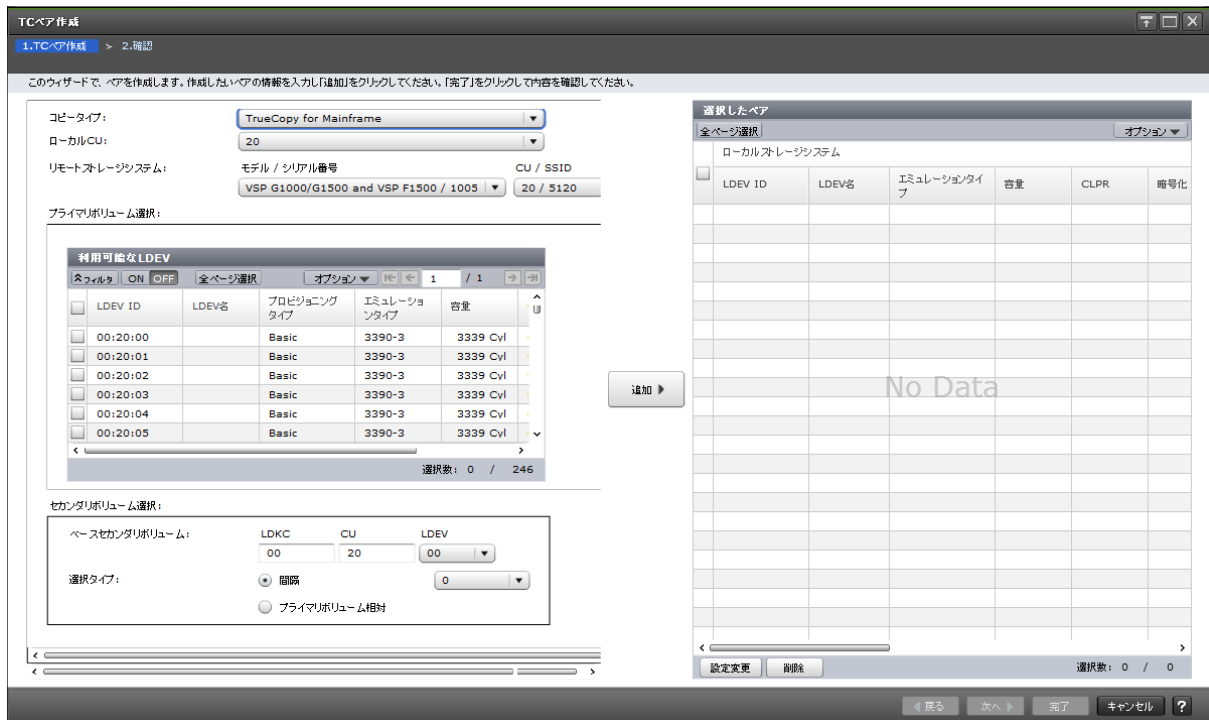 TCペア作成
1.TCペア作成 > 2.確認
このウィザードで、ペアを作成します。作成したいペアの情報を入力し「追加」をクリックしてください。「完了」をクリックして内容を確認してください。
コピータイプ: TrueCopy for Mainframe
ローカルCU: 20
リモートストレージシステム: モデル / シリアル番号 CU / SSID
VSP G1000/G1500 and VSP F1500 / 1005 20 / 5120
プライマリボリューム選択:
利用可能なLDEV
フィルタ ON OFF 全ページ選択 オプション 1 / 1
LDEV ID LDEV名 プロビジョニングタイプ エミュレーションタイプ 容量
00:20:00 Basic 3390-3 3339 Cyl
00:20:01 Basic 3390-3 3339 Cyl
00:20:02 Basic 3390-3 3339 Cyl
00:20:03 Basic 3390-3 3339 Cyl
00:20:04 Basic 3390-3 3339 Cyl
00:20:05 Basic 3390-3 3339 Cyl
選択数: 0 / 246
セカンダリボリューム選択:
ベースセカンダリボリューム: LDKC CU LDEV
00 20 00
選択タイプ: 間隔 0
プライマリボリューム相対
追加
選択したペア
全ページ選択 オプション
ローカルストレージシステム
LDEV ID LDEV名 エミュレーションタイプ 容量 CLPR 暗号化
No Data
設定変更 削除 選択数: 0 / 0
戻る 次へ 完了 キャンセル ?